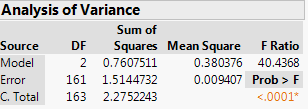 Analysis of Variance
Sum of
Source DF Squares Mean Square F Ratio
Model 2 0.7607511 0.380376 40.4368
Error 161 1.5144732 0.009407 Prob > F
C. Total 163 2.2752243 <.0001*